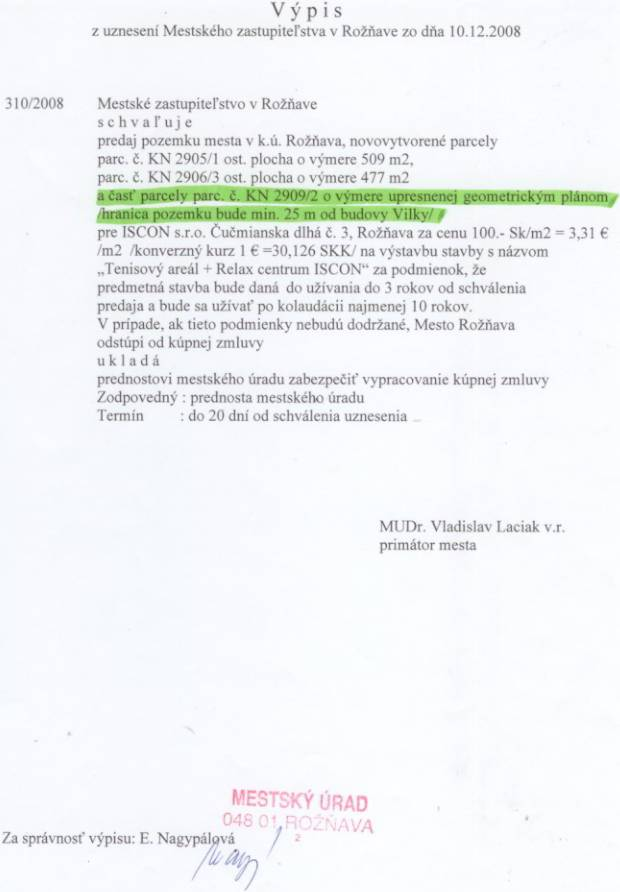 V ý p i s
z uznesení Mestského zastupiteľstva v Rožňave zo dňa 10.12.2008
310/2008 Mestské zastupiteľstvo v Rožňave
s c h v a ľ u j e
predaj pozemku mesta v k.ú. Rožňava, novovytvorené parcely
parc. č. KN 2905/1 ost. plocha o výmere 509 m2,
parc. č. KN 2906/3 ost. plocha o výmere 477 m2
a časť parcely parc. č. KN 2909/2 o výmere upresnenej geometrickým plánom
/hranica pozemku bude min. 25 m od budovy Vilky/
pre ISCON s.r.o. Čučmianska dlhá č. 3, Rožňava za cenu 100.- Sk/m2 = 3,31 €
/m2 /konverzný kurz 1 € =30,126 SKK/ na výstavbu stavby s názvom
„Tenisový areál + Relax centrum ISCON“ za podmienok, že
predmetná stavba bude daná do užívania do 3 rokov od schválenia
predaja a bude sa užívať po kolaudácii najmenej 10 rokov.
V prípade, ak tieto podmienky nebudú dodržané, Mesto Rožňava
odstúpi od kúpnej zmluvy
u k l a d á
prednostovi mestského úradu zabezpečiť vypracovanie kúpnej zmluvy
Zodpovedný : prednosta mestského úradu
Termín : do 20 dní od schválenia uznesenia
MUDr. Vladislav Laciak v.r.
primátor mesta
MESTSKÝ ÚRAD
048 01 ROŽŇAVA
2
Za správnosť výpisu: E. Nagypálová